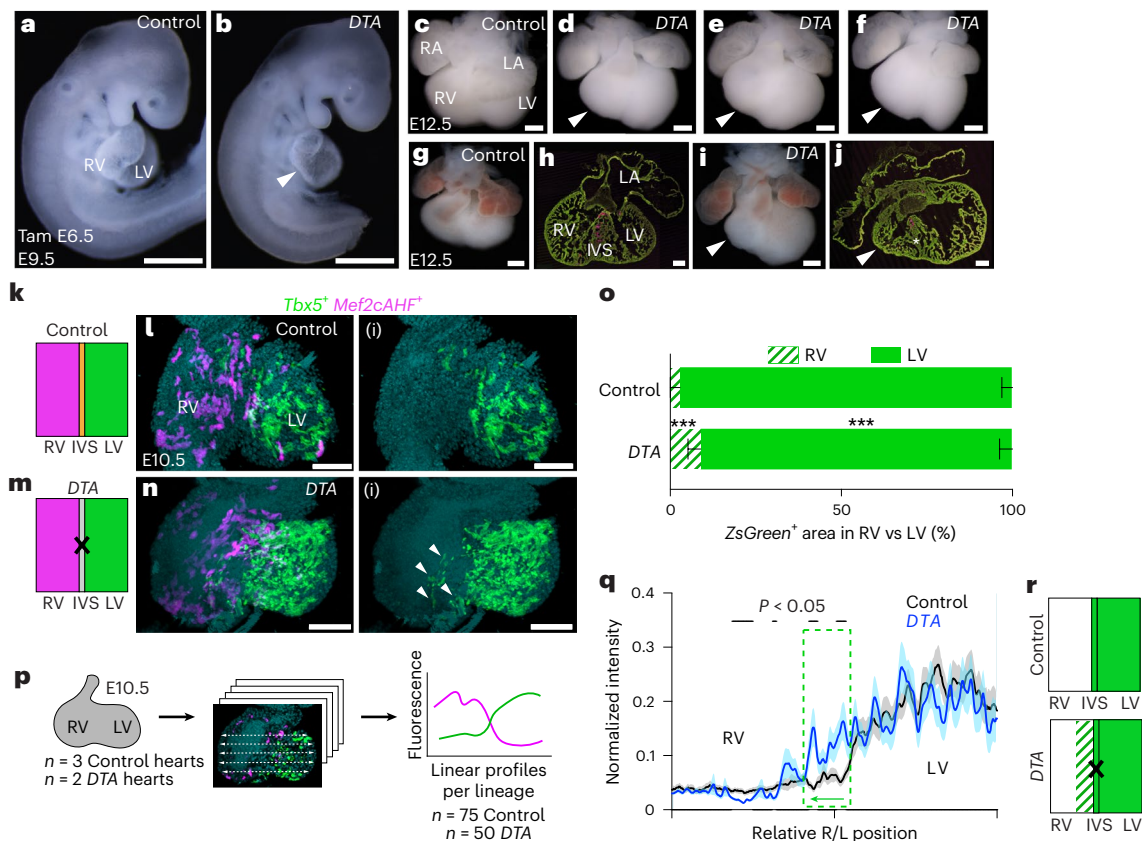 a
Control
RV
LV
Tam E6.5
E9.5
b
DTA
c
Control
RA
LA
RV
LV
E12.5
d
DTA
e
DTA
f
DTA
g
Control
E12.5
h
LA
RV
LV
IVS
i
DTA
j
*
k
Control
RV IVS LV
Tbx5+ Mef2cAHF+
l
Control
RV
LV
E10.5
(i)
m
DTA
RV IVS LV
n
DTA
(i)
o
RV
LV
Control
*** ***
DTA
0 50 100
ZsGreen+ area in RV vs LV (%)
p
E10.5
RV LV
n = 3 Control hearts
n = 2 DTA hearts
Fluorescence
Linear profiles
per lineage
n = 75 Control
n = 50 DTA
q
0.4
0.3
0.2
0.1
0
Normalized intensity
P < 0.05
Control
DTA
RV
LV
Relative R/L position
r
Control
RV IVS LV
DTA
RV IVS LV